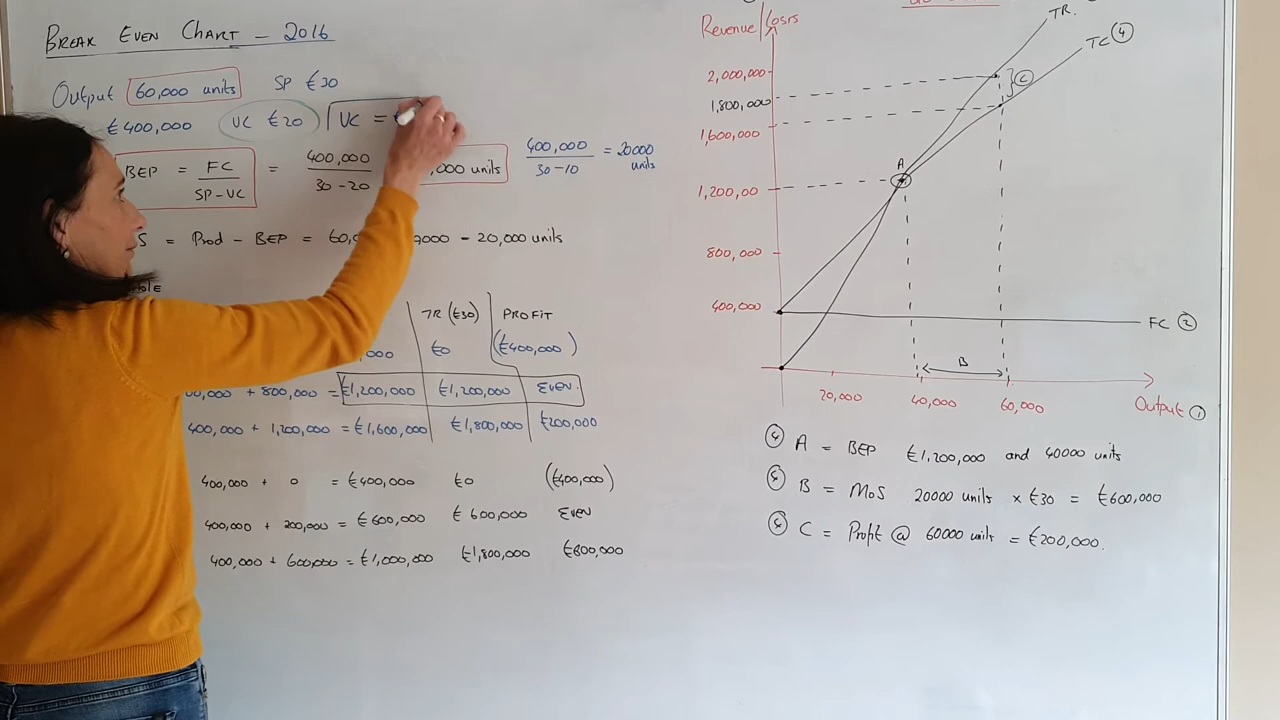 BREAK EVEN CHART – 2016
Output 60,000 units SP €30
€400,000 VC €20 VC =
BEP = FC / SP-VC = 400,000 / 30-20 ,000 units 400,000 / 30-10 = 20000 units
S = Prod – BEP = 60, 000 – 20,000 units
TR (€30) PROFIT
,000 €0 (€400,000)
00,000 + 800,000 = €1,200,000 €1,200,000 EVEN.
400,000 + 1,200,000 = €1,600,000 €1,800,000 €200,000
400,000 + 0 = €400,000 €0 (€400,000)
400,000 + 200,000 = €600,000 €600,000 EVEN
400,000 + 600,000 = €1,000,000 €1,800,000 €800,000
Revenue/Costs
TR.
TC ④
2,000,000
C
1,800,000
1,600,000
A
1,200,00
800,000
400,000
FC ②
B
20,000 40,000 60,000 Output ①
④ A = BEP €1,200,000 and 40000 units
B = MoS 20000 units x €30 = €600,000
C = Profit @ 60000 units = €200,000.